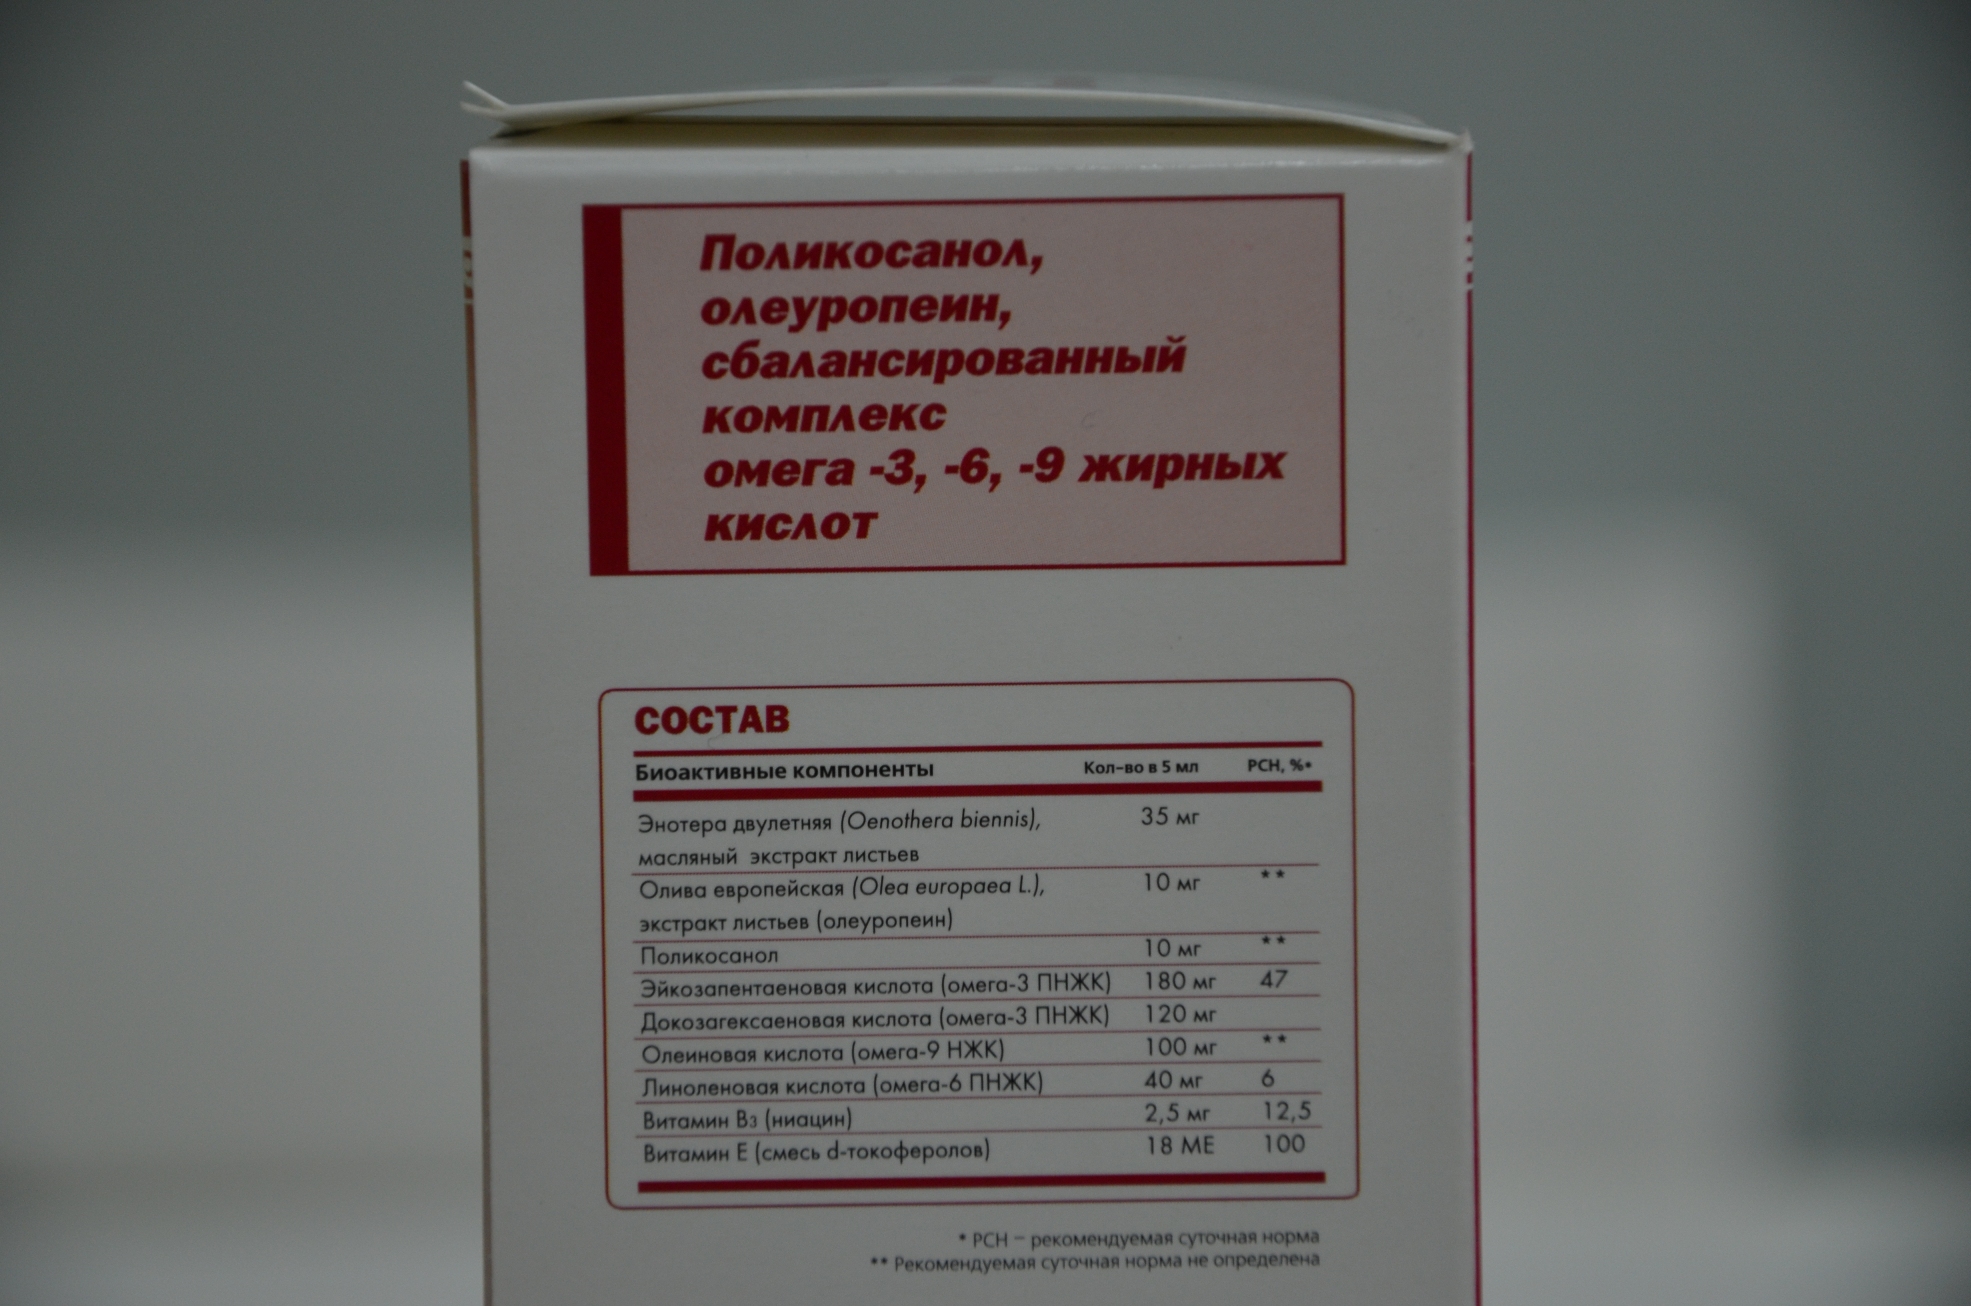 Поликосанол,
олеуропеин,
сбалансированный
комплекс
омега -3, -6, -9 жирных
кислот
СОСТАВ
Биоактивные компоненты Кол-во в 5 мл РСН, %*
Энотера двулетняя (Oenothera biennis), 35 мг
масляный экстракт листьев
Олива европейская (Olea europaea L.), 10 мг **
экстракт листьев (олеуропеин)
Поликосанол 10 мг **
Эйкозапентаеновая кислота (омега-3 ПНЖК) 180 мг 47
Докозагексаеновая кислота (омега-3 ПНЖК) 120 мг
Олеиновая кислота (омега-9 НЖК) 100 мг **
Линоленовая кислота (омега-6 ПНЖК) 40 мг 6
Витамин В3 (ниацин) 2,5 мг 12,5
Витамин Е (смесь d-токоферолов) 18 МЕ 100
* РСН – рекомендуемая суточная норма
** Рекомендуемая суточная норма не определена